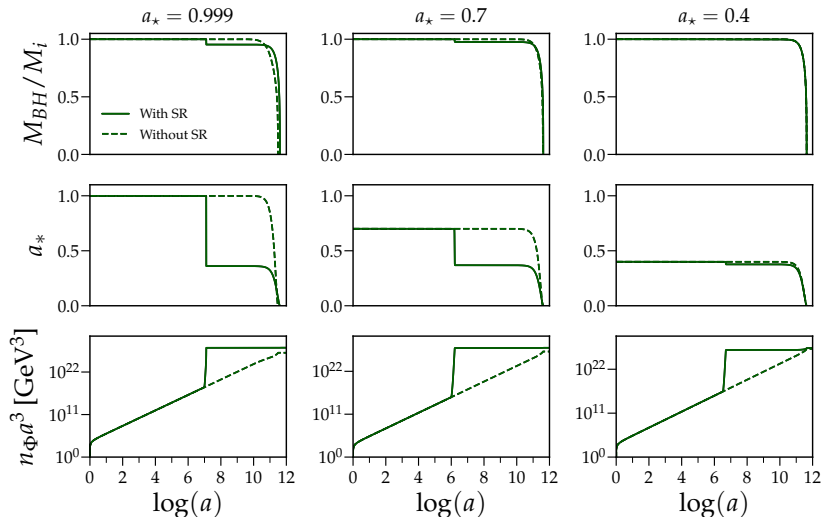 a⋆ = 0.999
a⋆ = 0.7
a⋆ = 0.4
M_BH/M_i
1.0
0.5
0.0
With SR
Without SR
1.0
0.5
0.0
1.0
0.5
0.0
a_*
1.0
0.5
0.0
1.0
0.5
0.0
1.0
0.5
0.0
n_Φ a³ [GeV³]
10²²
10¹¹
10⁰
0 2 4 6 8 10 12
log(a)
10²²
10¹¹
10⁰
0 2 4 6 8 10 12
log(a)
10²²
10¹¹
10⁰
0 2 4 6 8 10 12
log(a)